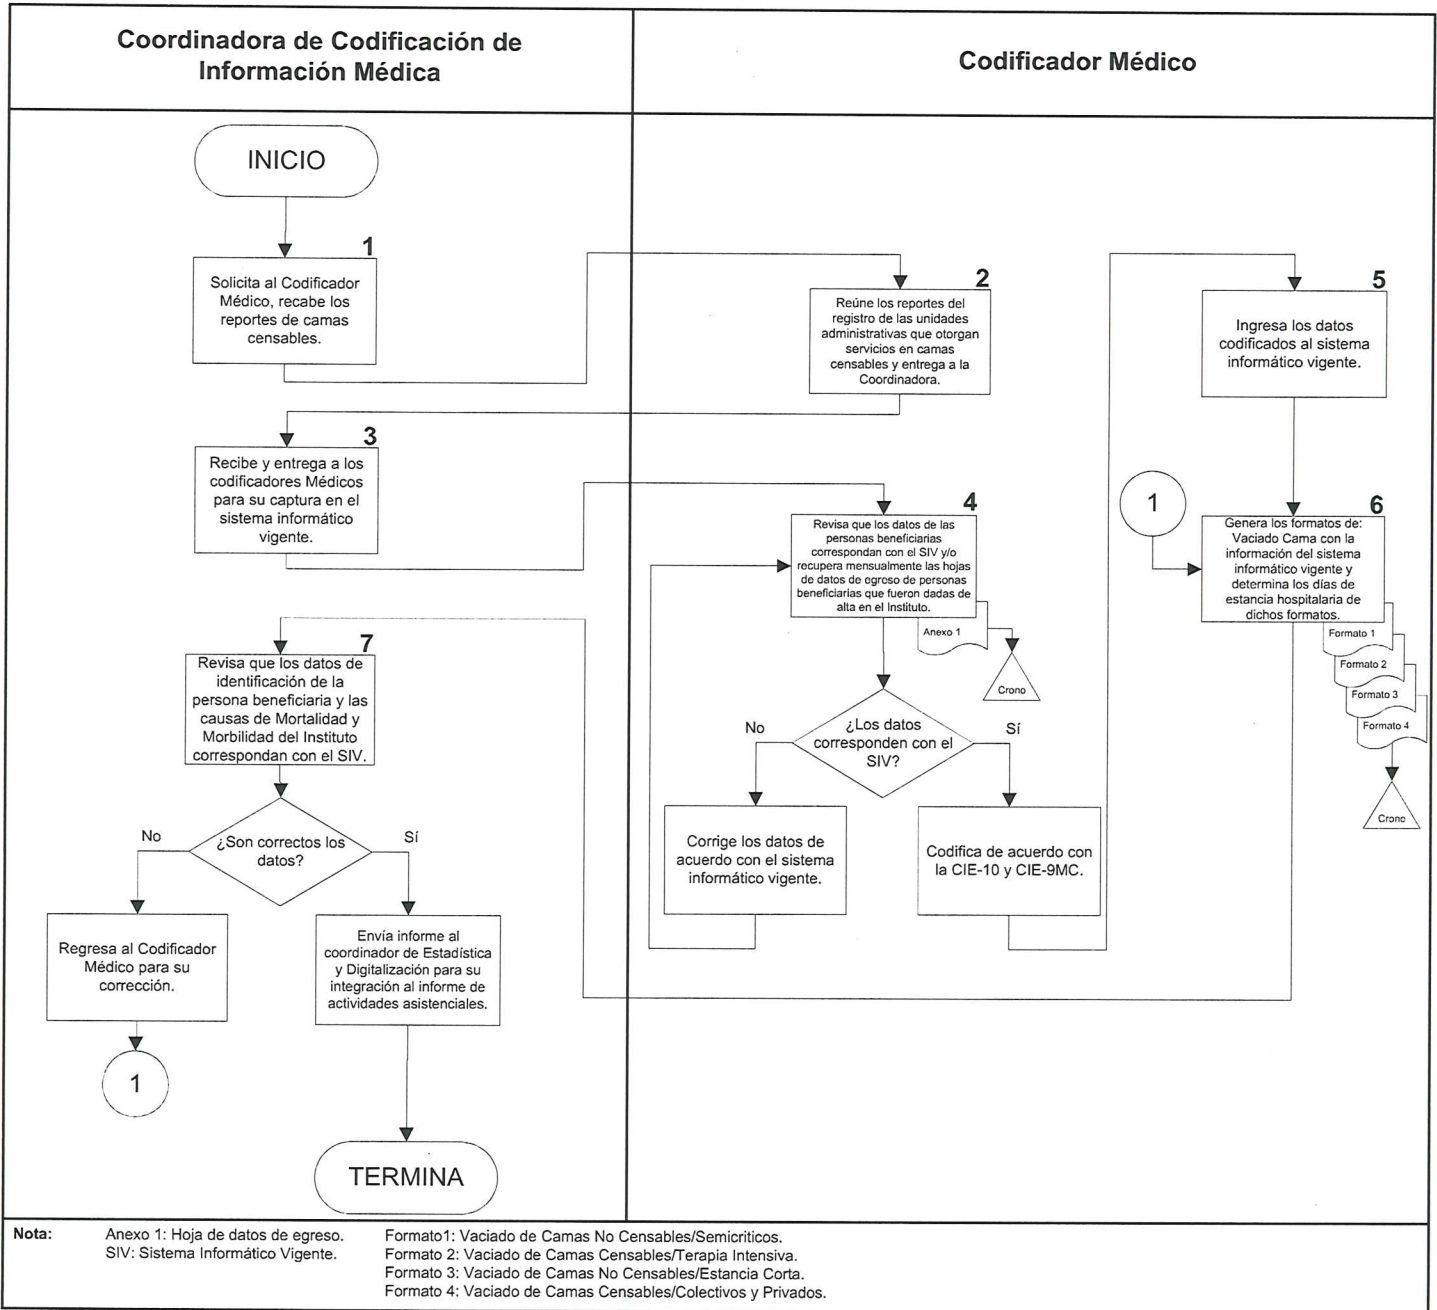 Coordinadora de Codificación de
Información Médica
Codificador Médico
INICIO
1
Solicita al Codificador
Médico, recabe los
reportes de camas
censables.
2
Reúne los reportes del
registro de las unidades
administrativas que otorgan
servicios en camas
censables y entrega a la
Coordinadora.
3
Recibe y entrega a los
codificadores Médicos
para su captura en el
sistema informático
vigente.
4
Revisa que los datos de las
personas beneficiarias
correspondan con el SIV y/o
recupera mensualmente las hojas
de datos de egreso de personas
beneficiarias que fueron dadas de
alta en el Instituto.
Anexo 1
Crono
¿Los datos
corresponden con el
SIV?
No
Sí
Corrige los datos de
acuerdo con el sistema
informático vigente.
Codifica de acuerdo con
la CIE-10 y CIE-9MC.
5
Ingresa los datos
codificados al sistema
informático vigente.
1
6
Genera los formatos de:
Vaciado Cama con la
información del sistema
informático vigente y
determina los días de
estancia hospitalaria de
dichos formatos.
Formato 1
Formato 2
Formato 3
Formato 4
Crono
7
Revisa que los datos de
identificación de la
persona beneficiaria y las
causas de Mortalidad y
Morbilidad del Instituto
correspondan con el SIV.
¿Son correctos los
datos?
No
Sí
Regresa al Codificador
Médico para su
corrección.
1
Envía informe al
coordinador de Estadística
y Digitalización para su
integración al informe de
actividades asistenciales.
TERMINA
Nota:
Anexo 1: Hoja de datos de egreso.
SIV: Sistema Informático Vigente.
Formato1: Vaciado de Camas No Censables/Semicriticos.
Formato 2: Vaciado de Camas Censables/Terapia Intensiva.
Formato 3: Vaciado de Camas No Censables/Estancia Corta.
Formato 4: Vaciado de Camas Censables/Colectivos y Privados.